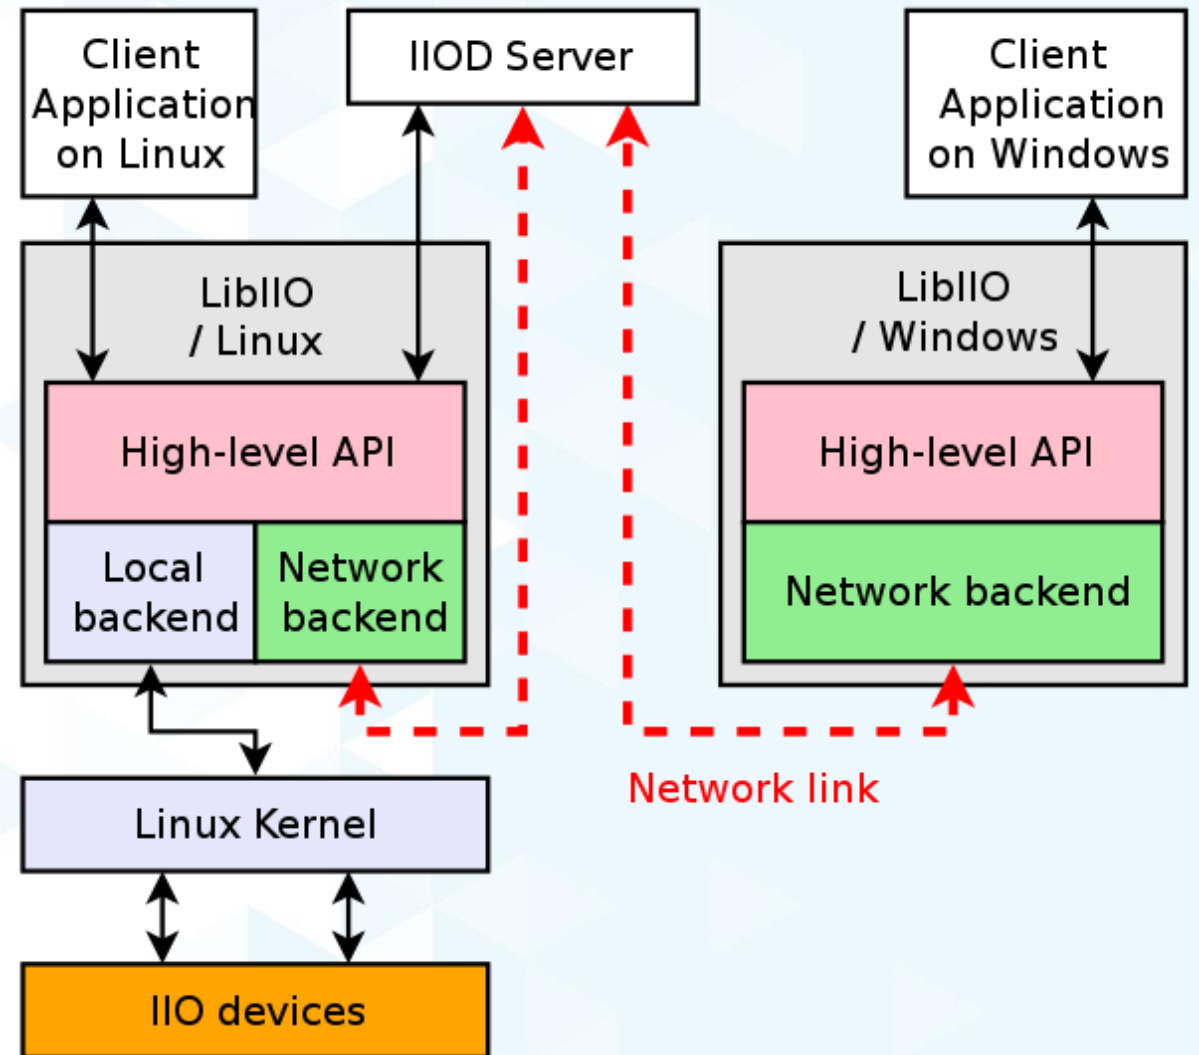 Client
Application
on Linux
IIOD Server
Client
Application
on Windows
LibIIO
/ Linux
LibIIO
/ Windows
High-level API
High-level API
Local
backend
Network
backend
Network backend
Network link
Linux Kernel
IIO devices